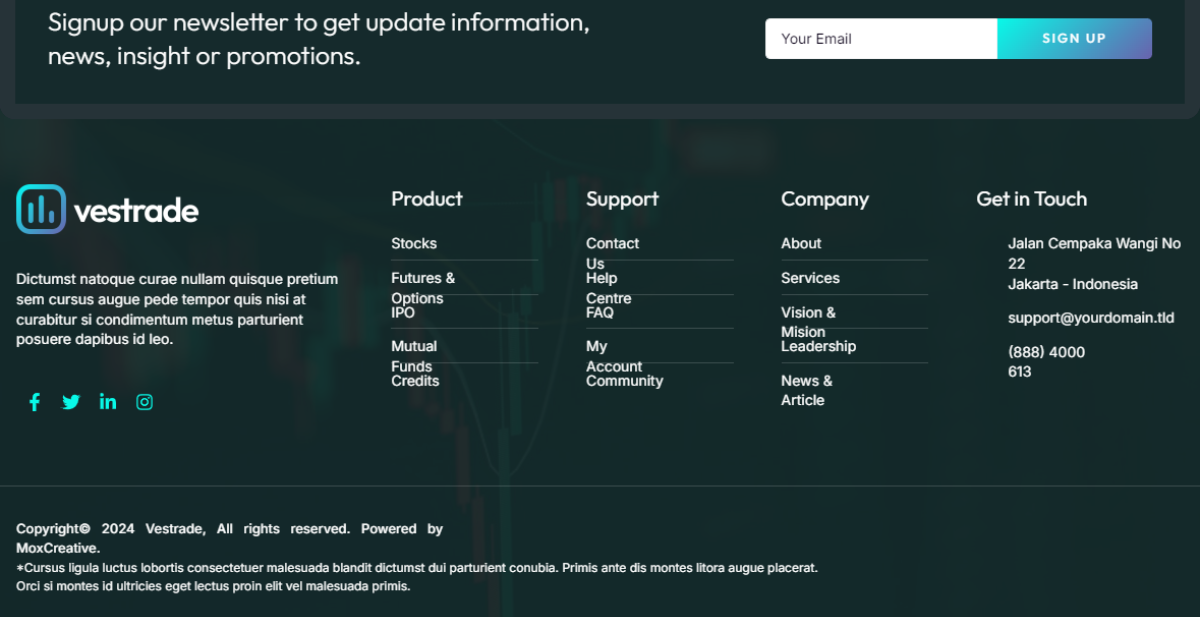 Signup our newsletter to get update information,
news, insight or promotions.
Your Email
SIGN UP
vestrade
Dictumst natoque curae nullam quisque pretium
sem cursus augue pede tempor quis nisi at
curabitur si condimentum metus parturient
posuere dapibus id leo.
Product
Stocks
Futures &
Options
IPO
Mutual
Funds
Credits
Support
Contact
Us
Help
Centre
FAQ
My
Account
Community
Company
About
Services
Vision &
Mision
Leadership
News &
Article
Get in Touch
Jalan Cempaka Wangi No
22
Jakarta - Indonesia
support@yourdomain.tld
(888) 4000
613
Copyright© 2024 Vestrade, All rights reserved. Powered by
MoxCreative.
*Cursus ligula luctus lobortis consectetuer malesuada blandit dictumst dui parturient conubia. Primis ante dis montes litora augue placerat.
Orci si montes id ultricies eget lectus proin elit vel malesuada primis.